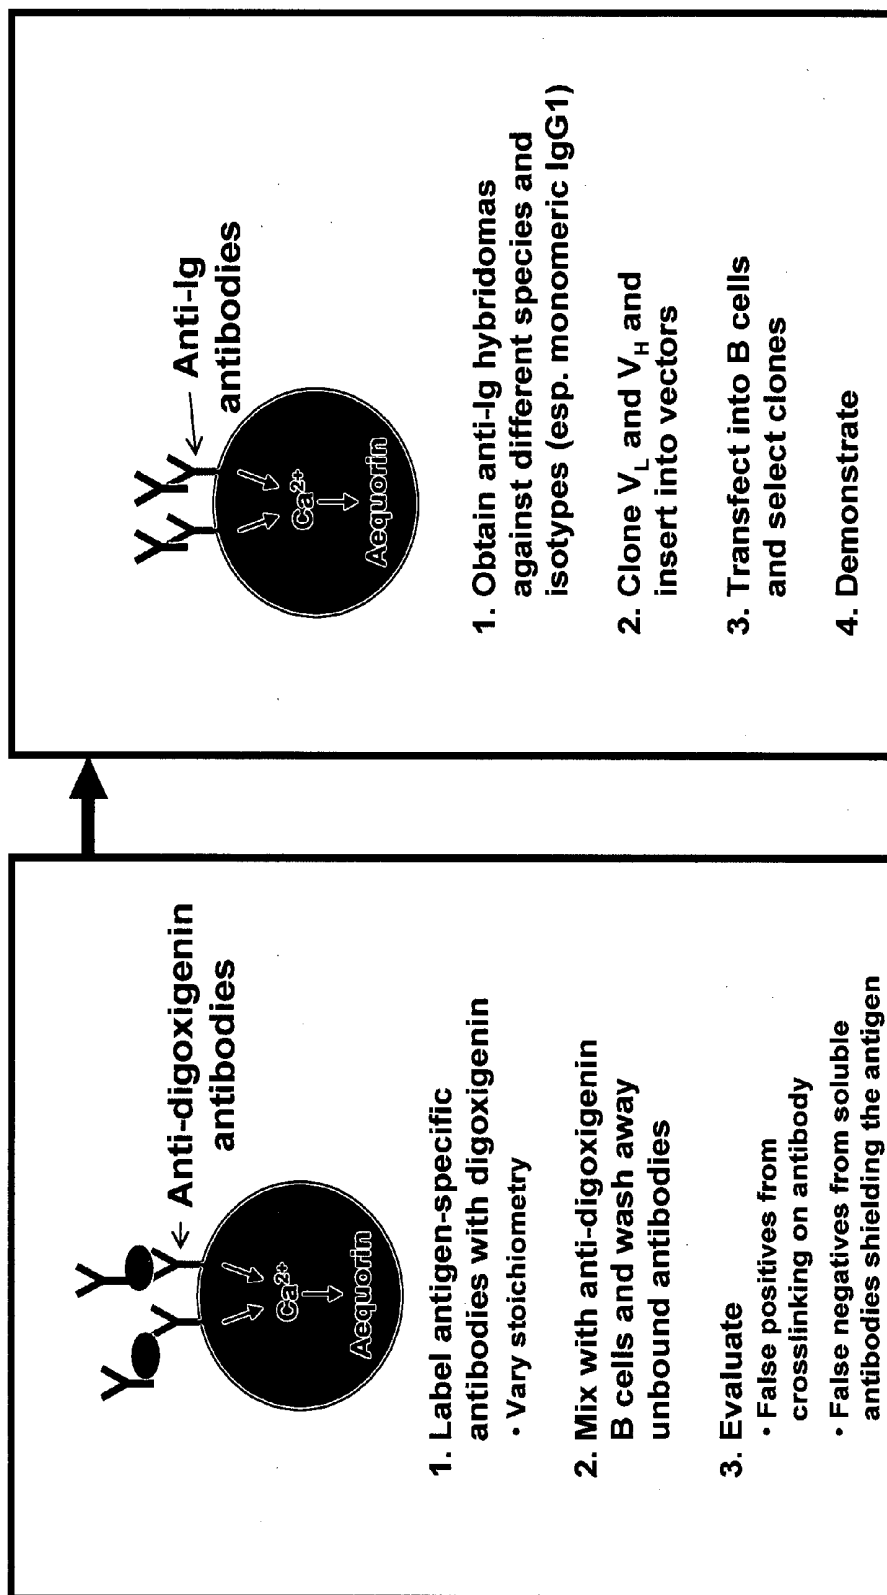 Anti-digoxigenin
antibodies
Ca2+
Aequorin
1. Label antigen-specific
antibodies with digoxigenin
• Vary stoichiometry
2. Mix with anti-digoxigenin
B cells and wash away
unbound antibodies
3. Evaluate
• False positives from
crosslinking on antibody
• False negatives from soluble
antibodies shielding the antigen
Anti-Ig
antibodies
Ca2+
Aequorin
1. Obtain anti-Ig hybridomas
against different species and
isotypes (esp. monomeric IgG1)
2. Clone VL and VH and
insert into vectors
3. Transfect into B cells
and select clones
4. Demonstrate